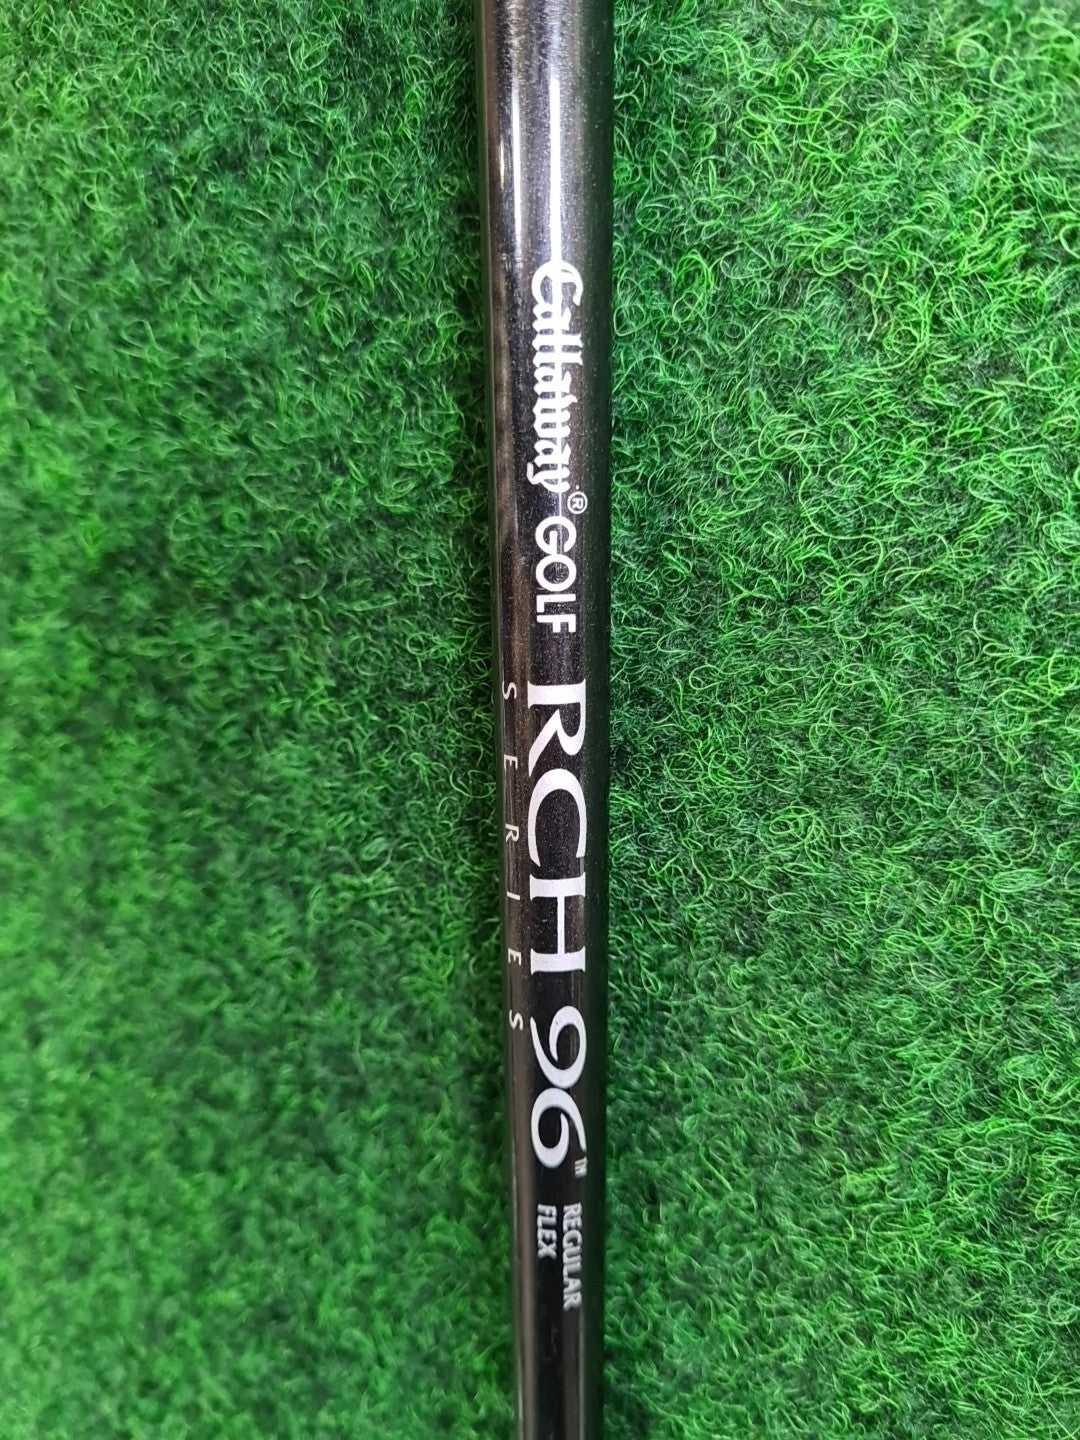 Callaway® GOLF RCH 96™
SERIES
REGULAR
FLEX